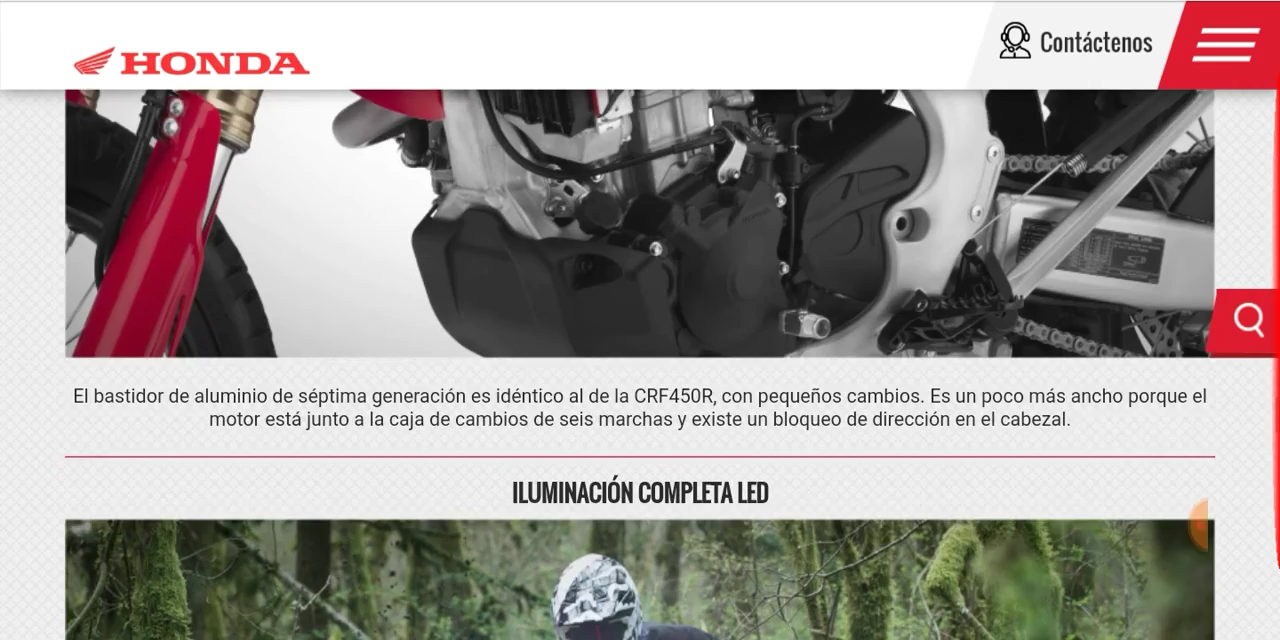 HONDA
Contáctenos
El bastidor de aluminio de séptima generación es idéntico al de la CRF450R, con pequeños cambios. Es un poco más ancho porque el
motor está junto a la caja de cambios de seis marchas y existe un bloqueo de dirección en el cabezal.
ILUMINACIÓN COMPLETA LED